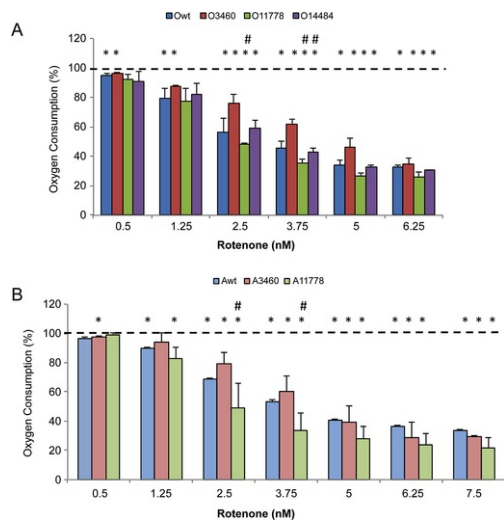 A
Owt O3460 O11778 O14484
#
# #
* * * * * * * * * * * * * * * * * * * *
120
100
80
60
40
20
0
Oxygen Consumption (%)
0.5 1.25 2.5 3.75 5 6.25
Rotenone (nM)
B
Awt A3460 A11778
# #
* * * * * * * * * * * * * * * * * *
120
100
80
60
40
20
0
Oxygen Consumption (%)
0.5 1.25 2.5 3.75 5 6.25 7.5
Rotenone (nM)